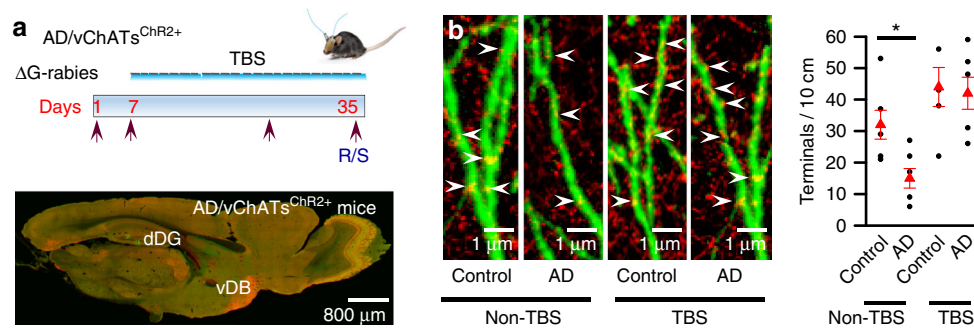 a
AD/vChATs^ChR2+
ΔG-rabies
TBS
Days
1
7
35
R/S
AD/vChATs^ChR2+ mice
dDG
vDB
800 μm
b
1 μm
1 μm
1 μm
1 μm
Control
AD
Control
AD
Non-TBS
TBS
Terminals / 10 cm
60
50
40
30
20
10
0
*
Control
AD
Control
AD
Non-TBS
TBS